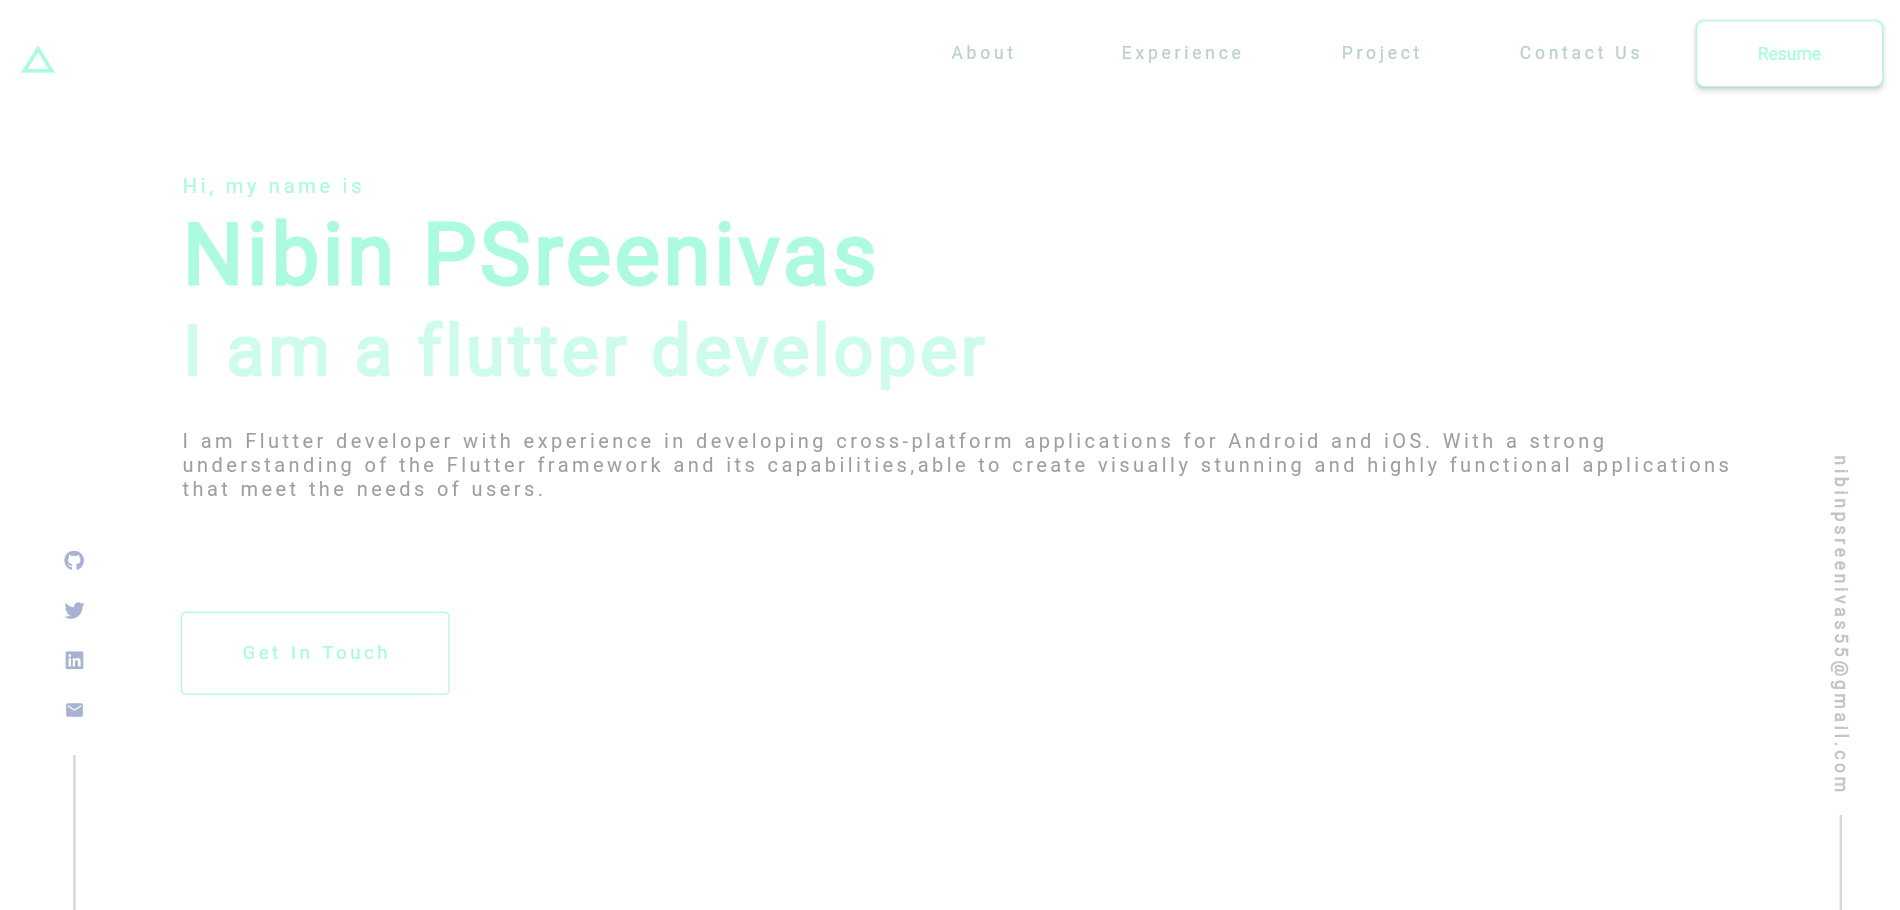 About
Experience
Project
Contact Us
Resume
Hi, my name is
Nibin PSreenivas
I am a flutter developer
I am Flutter developer with experience in developing cross-platform applications for Android and iOS. With a strong
understanding of the Flutter framework and its capabilities,able to create visually stunning and highly functional applications
that meet the needs of users.
Get In Touch
nibinpsreenivas55@gmail.com